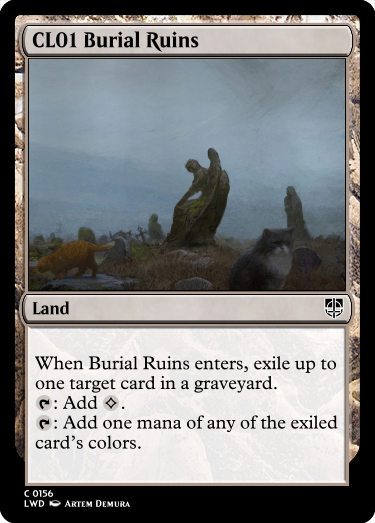 CL01 Burial Ruins
Land
When Burial Ruins enters, exile up to
one target card in a graveyard.
: Add .
: Add one mana of any of the exiled
card's colors.
C 0156
LWD Artem Demura